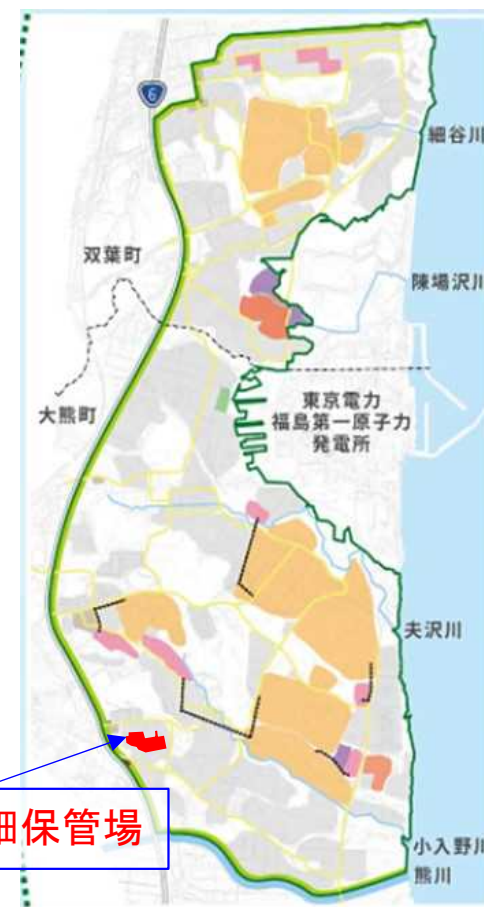 6
細谷川
双葉町
陳場沢川
大熊町
東京電力
福島第一原子力
発電所
夫沢川
畑保管場
小入野川
熊川